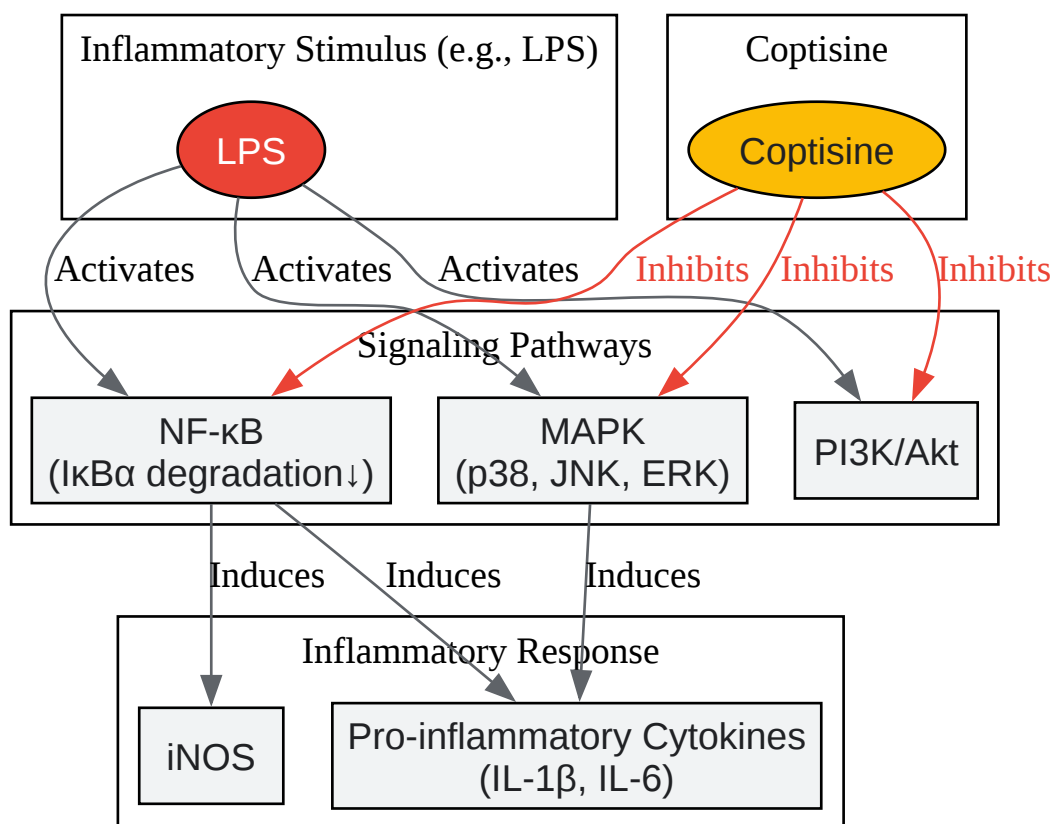 Inflammatory Stimulus (e.g., LPS)
Coptisine
LPS
Coptisine
Activates
Activates
Activates
Inhibits
Inhibits
Inhibits
Signaling Pathways
NF-κB
(IκBα degradation↓)
MAPK
(p38, JNK, ERK)
PI3K/Akt
Induces
Induces
Induces
Inflammatory Response
iNOS
Pro-inflammatory Cytokines
(IL-1β, IL-6)